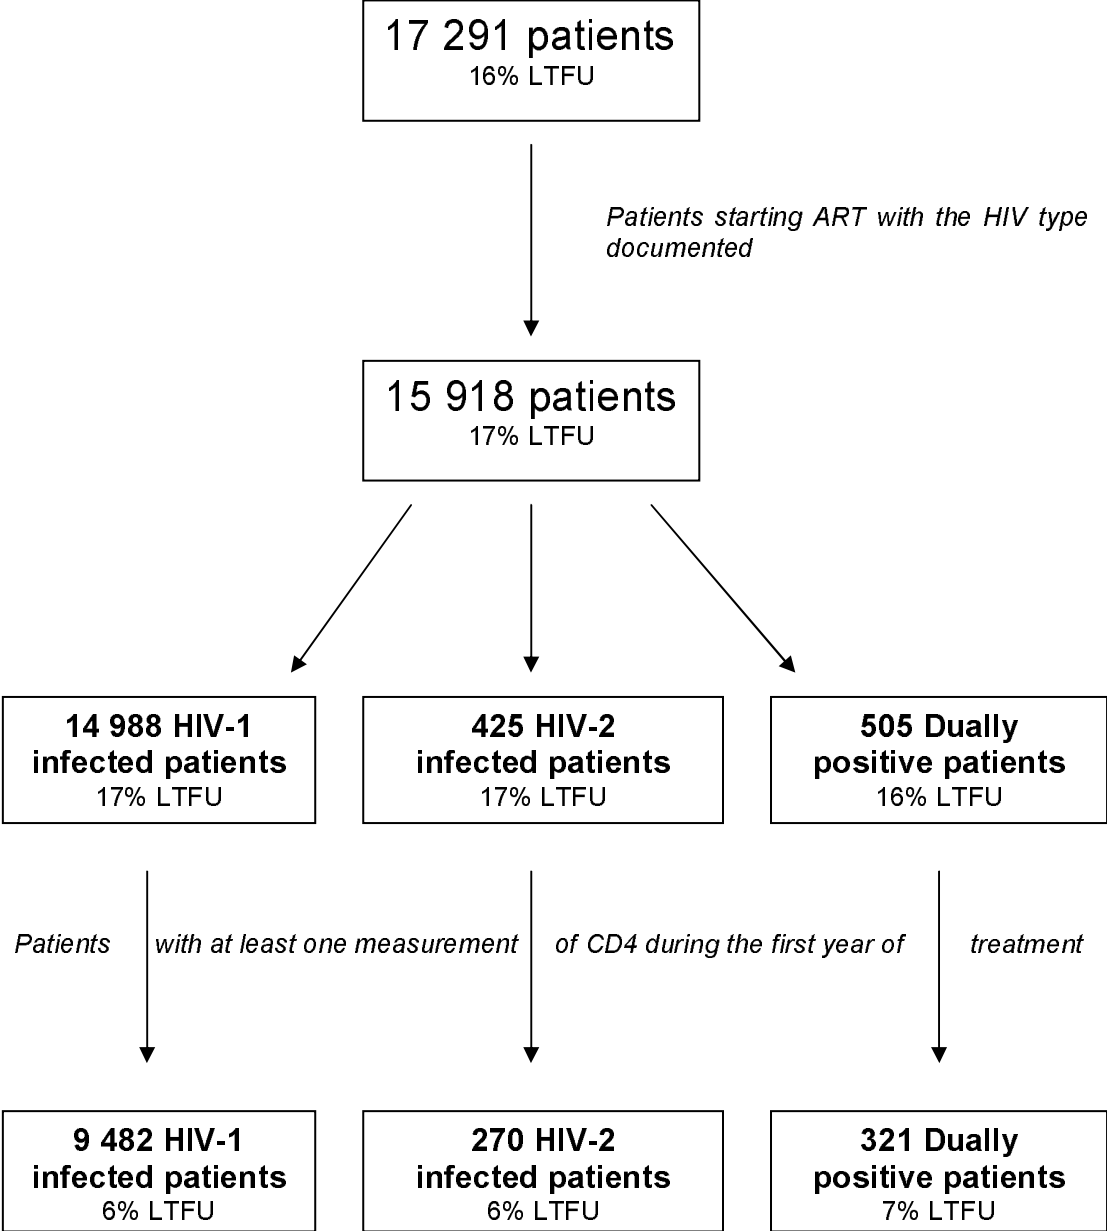 17 291 patients
16% LTFU
Patients starting ART with the HIV type
documented
15 918 patients
17% LTFU
14 988 HIV-1
infected patients
17% LTFU
425 HIV-2
infected patients
17% LTFU
505 Dually
positive patients
16% LTFU
Patients with at least one measurement of CD4 during the first year of treatment
9 482 HIV-1
infected patients
6% LTFU
270 HIV-2
infected patients
6% LTFU
321 Dually
positive patients
7% LTFU